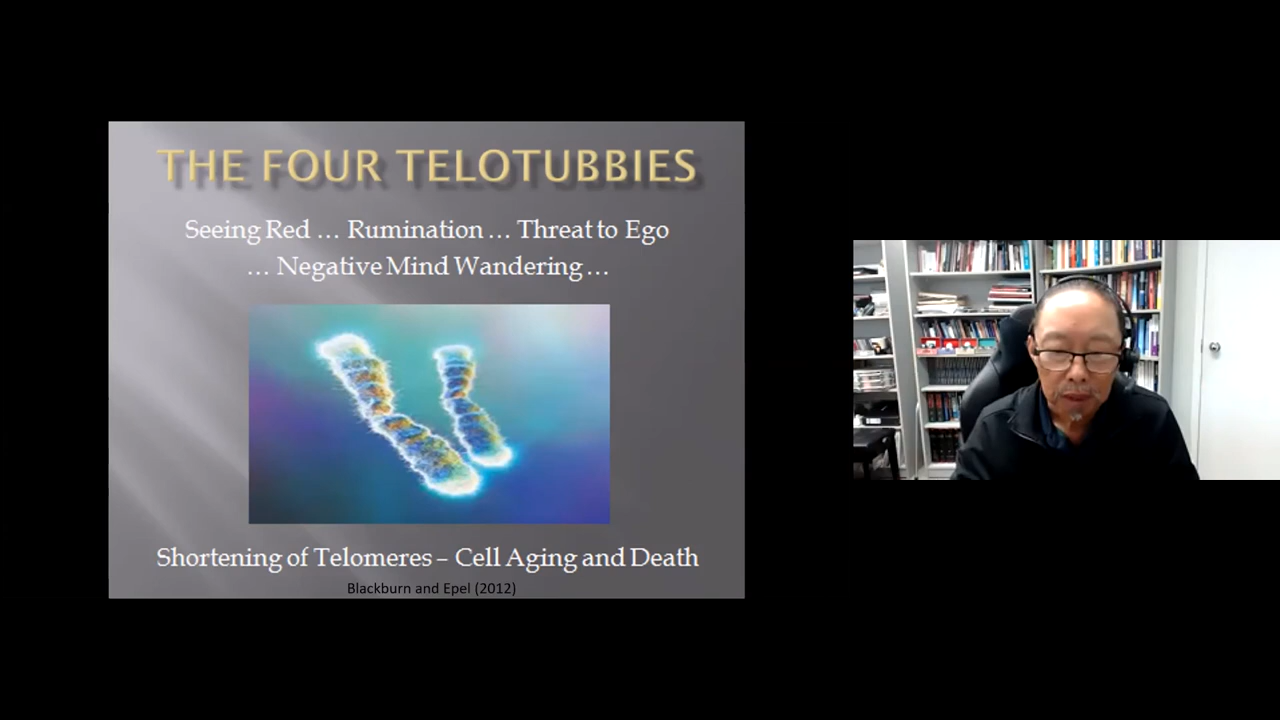 THE FOUR TELOTUBBIES
Seeing Red … Rumination … Threat to Ego
… Negative Mind Wandering …
Shortening of Telomeres – Cell Aging and Death
Blackburn and Epel (2012)